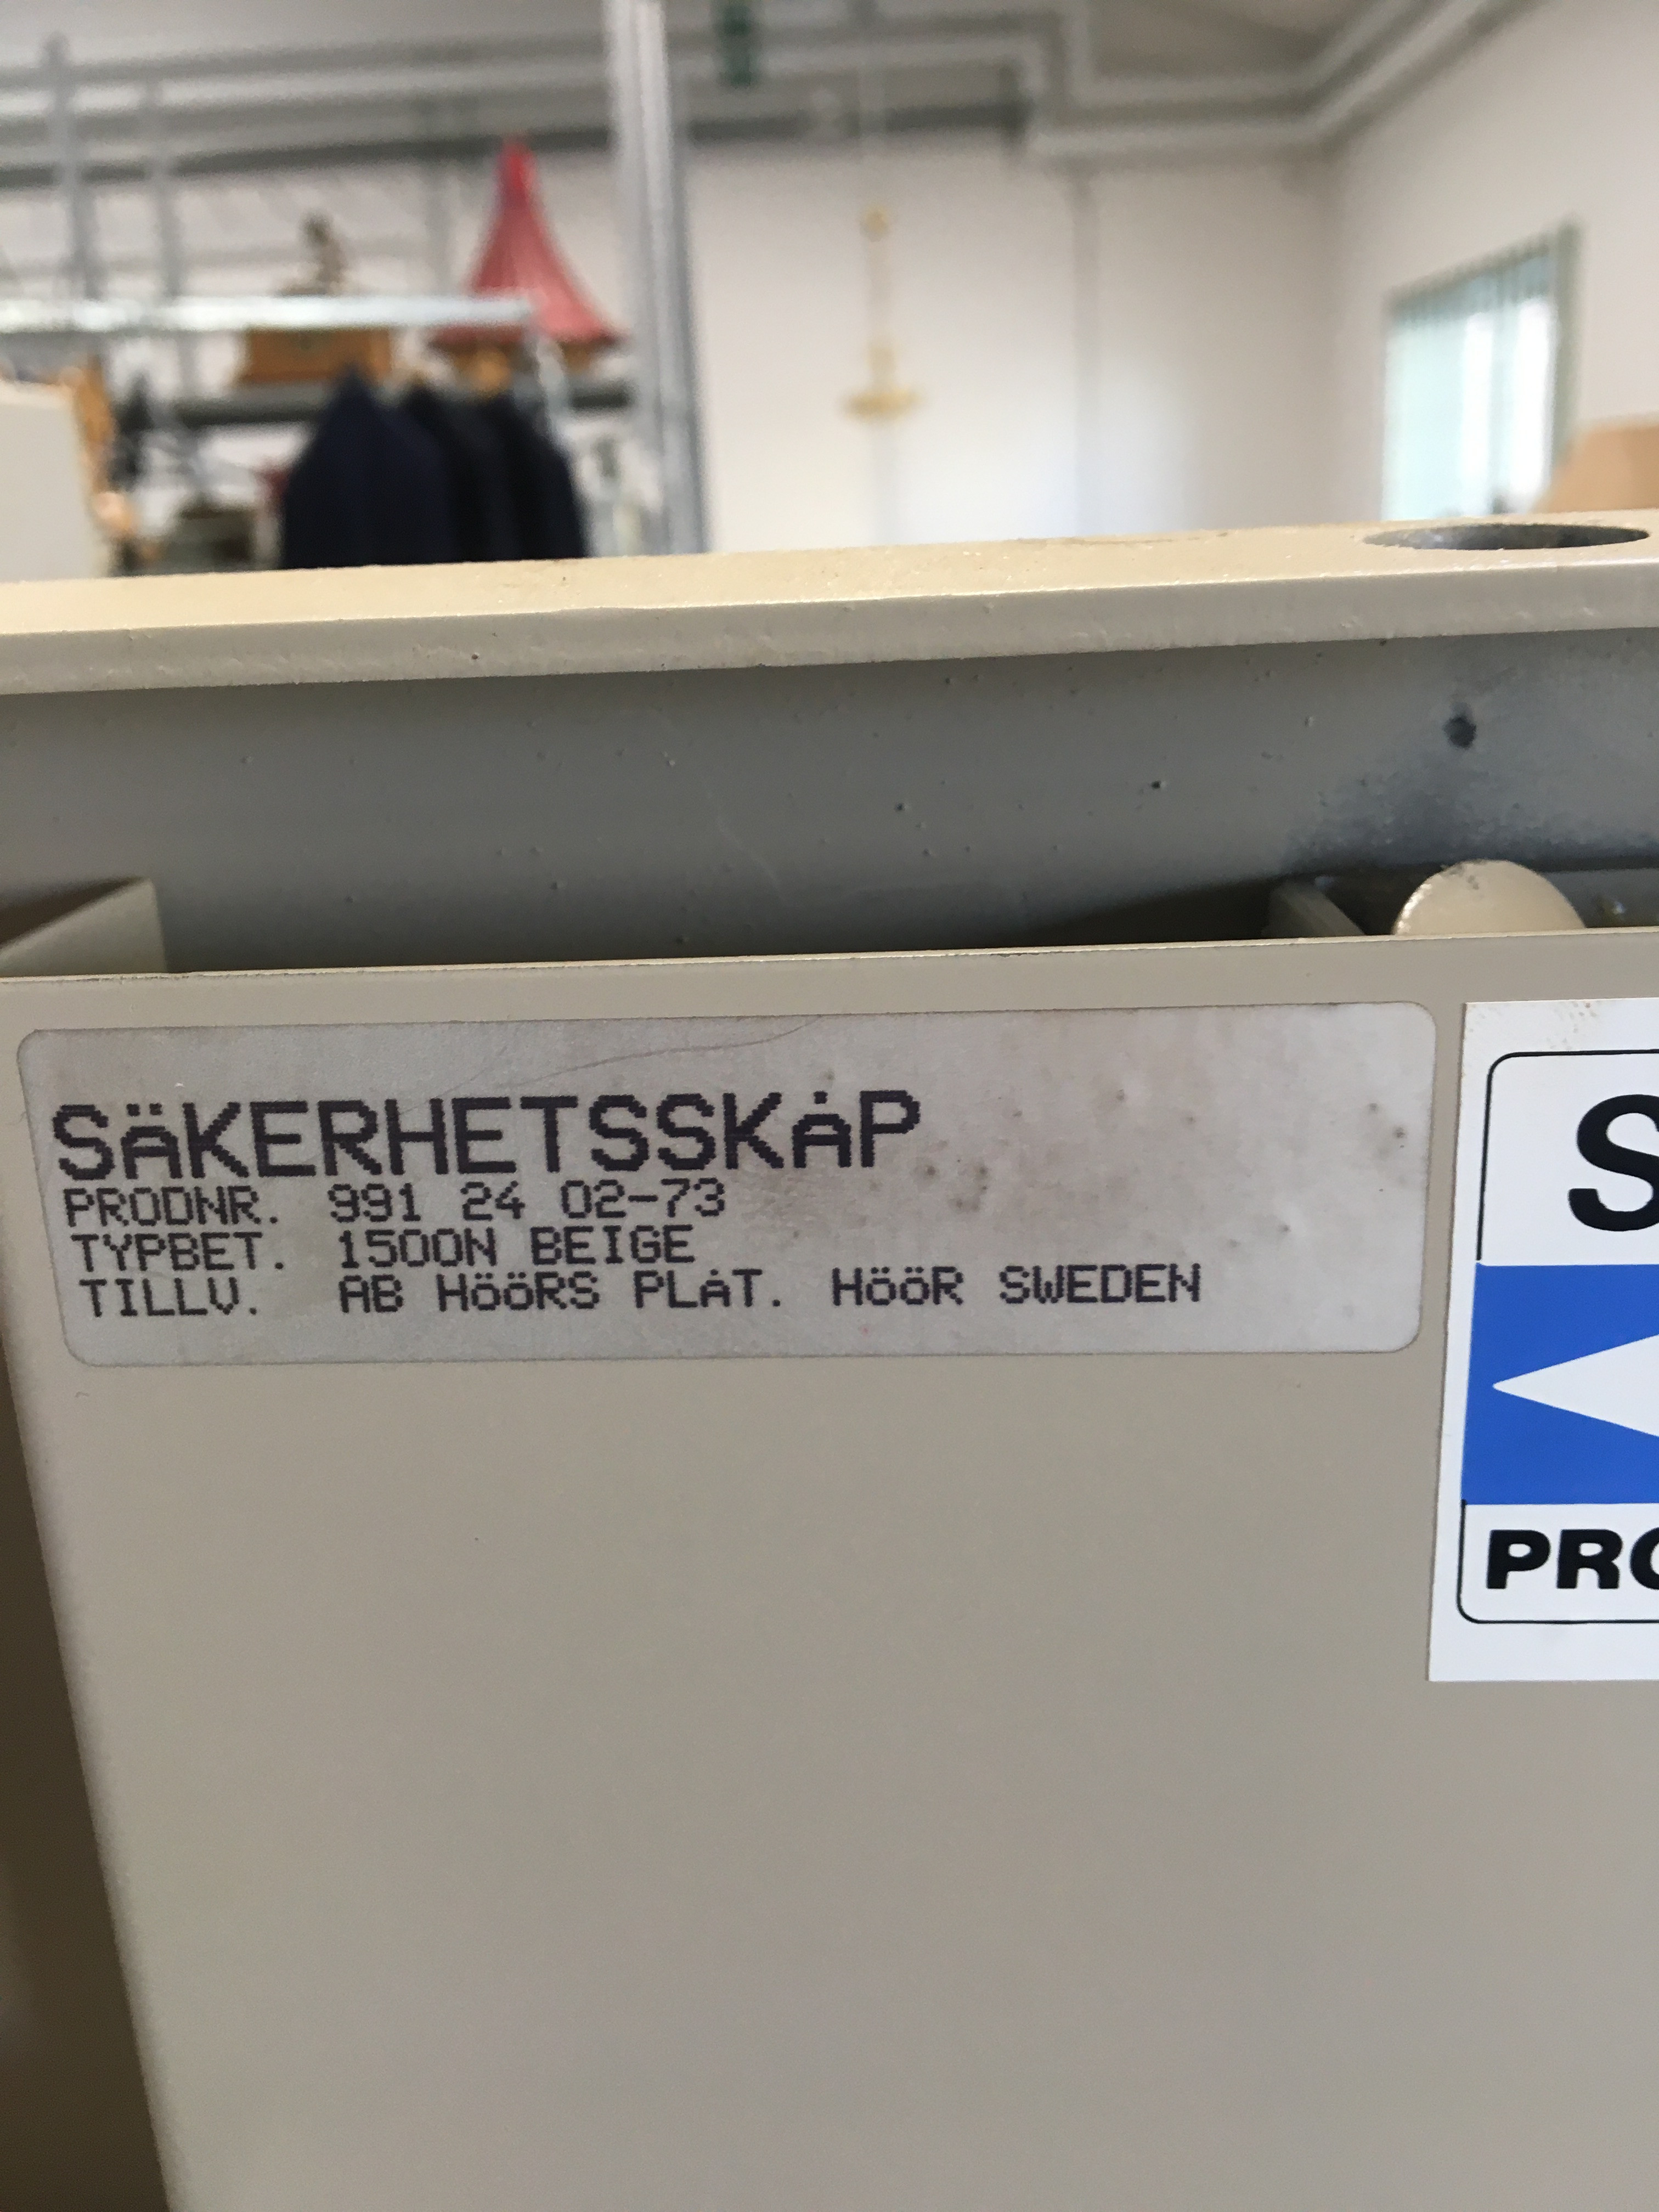 SÄKERHETSSKÅP
PRODNR. 991 24 02-73
TYPBET. 1500N BEIGE
TILLV. AB HÖÖRS PLÅT. HÖÖR SWEDEN
S
PRO